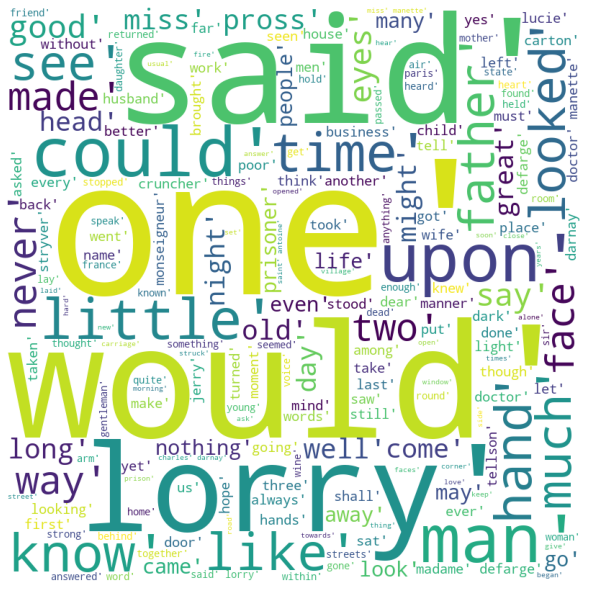 friend'
returned'
miss' manette'
mother'
yes'
lucie'
good'
miss'
pross'
far
seen'
house'
many'
carton'
said'
daughter'
fire'
air'
hear'
without'
left'
see'
usual'
men'
paris'
state'
eyes'
work'
hold'
heard'
looked'
made'
husband'
brought'
people'
passed'
heart'
found'
held'
must'
manette'
father'
head'
better'
business'
child'
tell'
doctor'
could'
time'
great'
defarge'
asked'
every'
stopped'
answer'
get'
poor'
might'
room'
cruncher'
things'
think'
another'
back'
opened'
never'
stryver'
speak'
monseigneur'
prisoner'
took'
anything'
got'
place'
darnay'
went'
yet'
saint' antoine'
wife'
soon'
close'
one'
upon'
name'
night'
life'
village'
years'
lay'
laid'
france'
even'
stood'
enough'
knew'
say'
face'
hard'
known'
dear'
manner'
dead'
alone'
little'
old'
two'
put'
dark'
done'
sir'
new'
something'
seemed'
among'
open'
light'
taken'
thought'
carriage'
turned'
moment'
day'
take'
times'
though'
would'
struck'
jerry'
voice'
last'
saw'
window'
quite'
morning'
mind'
still'
round'
doctor'
let'
make'
young'
ask'
words'
hand'
much'
gentleman'
long'
nothing'
going'
well'
come'
tellson'
side'
arm'
charles' darnay'
wine'
faces'
corner'
way'
yet'
prison'
us'
hope'
three'
shall'
may'
love'
keep'
street'
home'
lorry'
always'
away'
ever'
thing'
looking'
first'
strong'
behind'
door'
hands'
sat'
streets'
towards'
man'
woman'
give'
know'
together'
like'
came'
road'
gone'
look'
madame' defarge'
go'
answered'
word'
said' lorry'
within'
began'